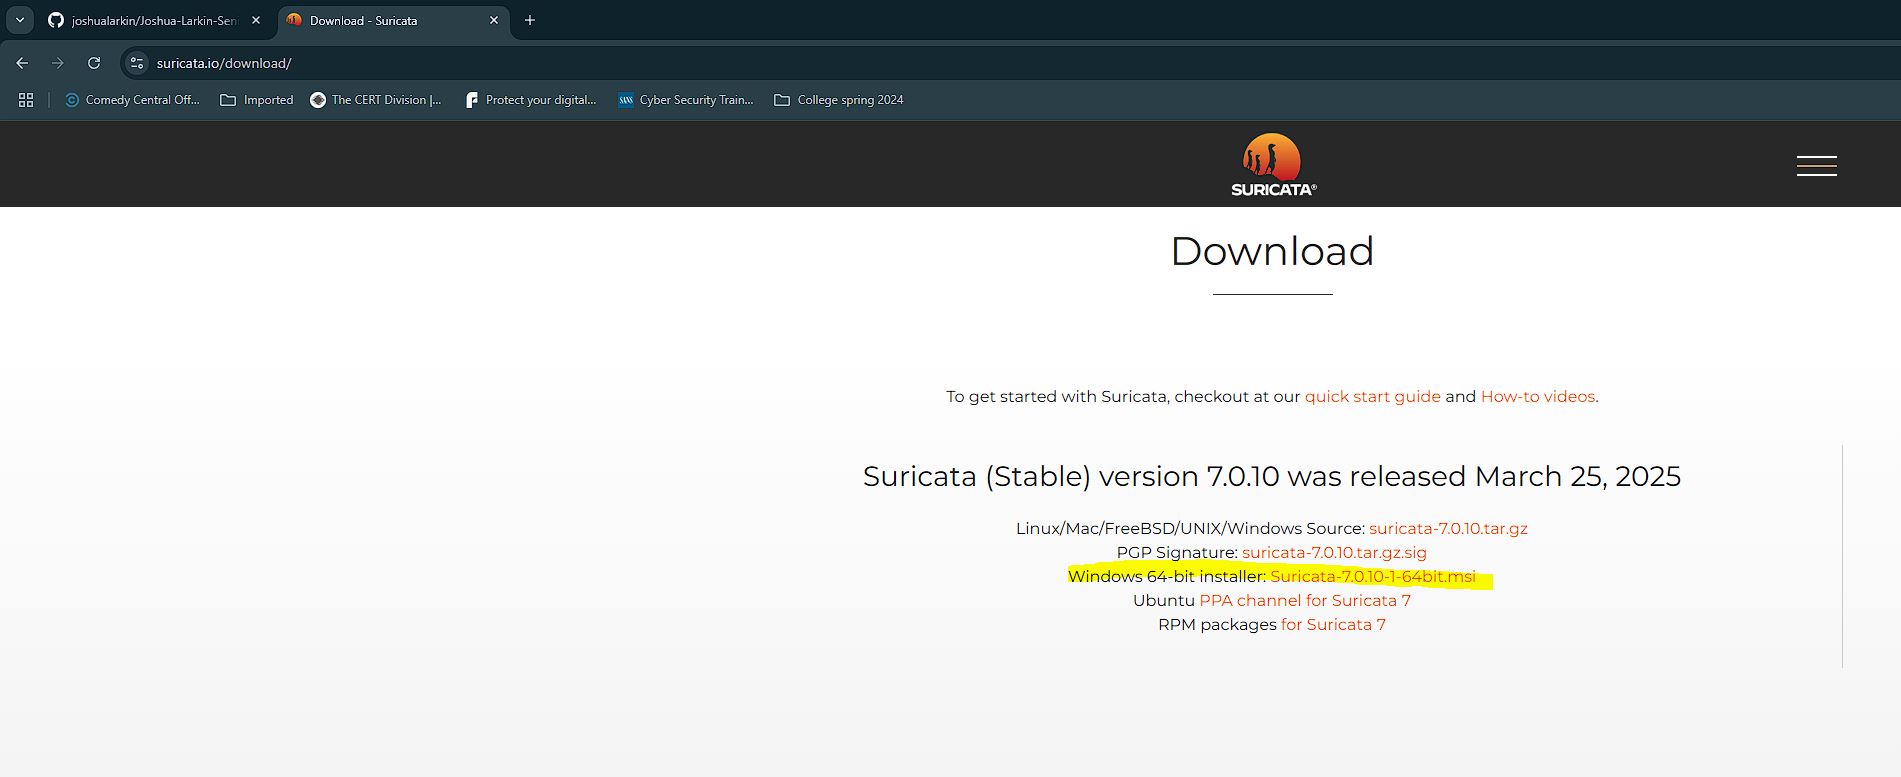 joshualarkin/Joshua-Larkin-Sen
Download - Suricata
suricata.io/download/
Comedy Central Off...
Imported
The CERT Division |...
Protect your digital...
SANS
Cyber Security Train...
College spring 2024
SURICATA®
Download
To get started with Suricata, checkout at our quick start guide and How-to videos.
Suricata (Stable) version 7.0.10 was released March 25, 2025
Linux/Mac/FreeBSD/UNIX/Windows Source: suricata-7.0.10.tar.gz
PGP Signature: suricata-7.0.10.tar.gz.sig
Windows 64-bit installer: Suricata-7.0.10-1-64bit.msi
Ubuntu PPA channel for Suricata 7
RPM packages for Suricata 7